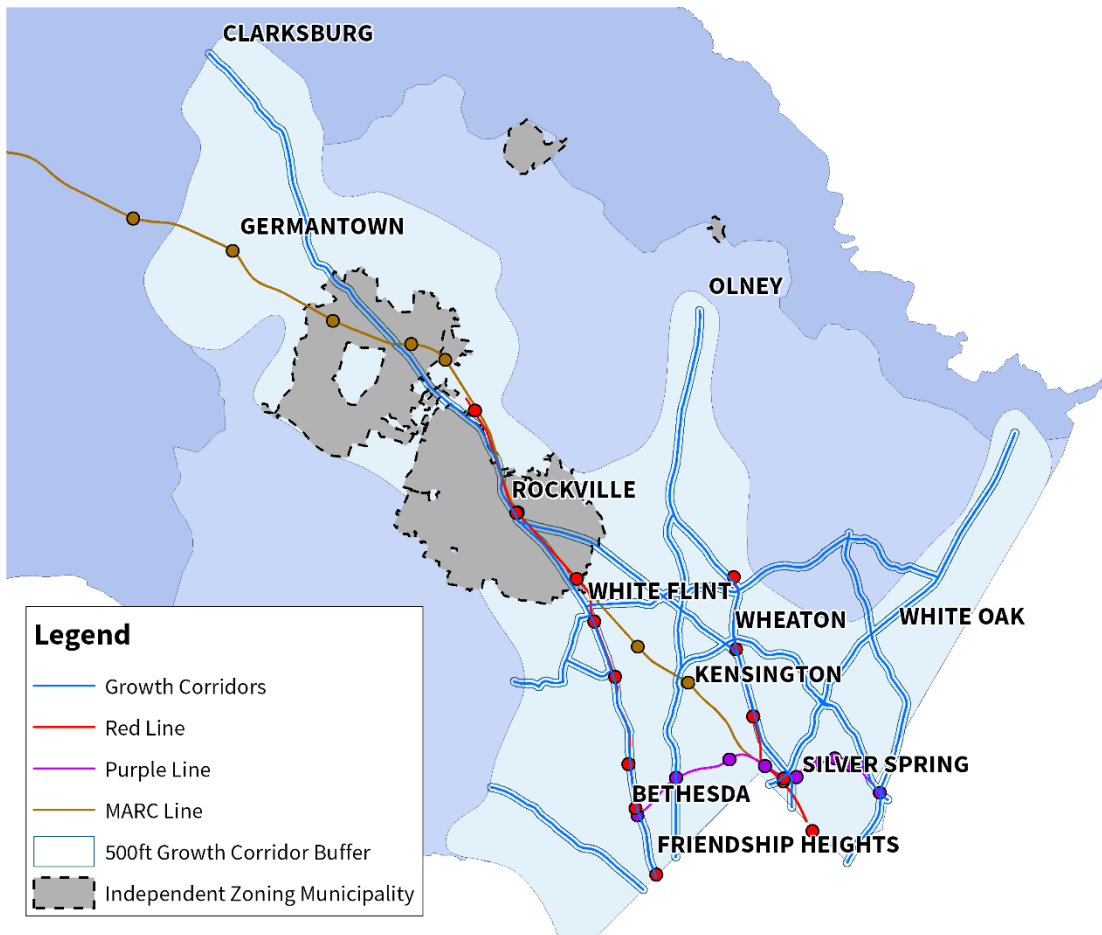 CLARKSBURG
GERMANTOWN
OLNEY
ROCKVILLE
WHITE FLINT
WHEATON
WHITE OAK
KENSINGTON
SILVER SPRING
BETHESDA
FRIENDSHIP HEIGHTS
Legend
Growth Corridors
Red Line
Purple Line
MARC Line
500ft Growth Corridor Buffer
Independent Zoning Municipality